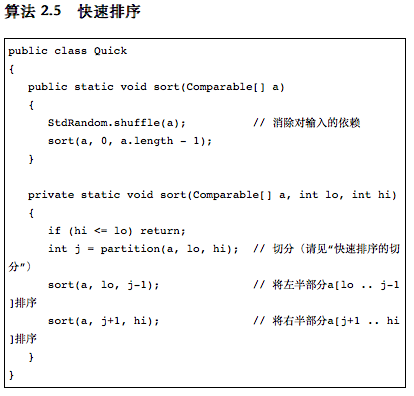 算法 2.5 快速排序
public class Quick
{
   public static void sort(Comparable[] a)
   {
      StdRandom.shuffle(a);          // 消除对输入的依赖
      sort(a, 0, a.length - 1);
   }

   private static void sort(Comparable[] a, int lo, int hi)
   {
      if (hi <= lo) return;
      int j = partition(a, lo, hi);  // 切分（请见“快速排序的切
分”）
      sort(a, lo, j-1);              // 将左半部分a[lo .. j-1
]排序
      sort(a, j+1, hi);              // 将右半部分a[j+1 .. hi
]排序
   }
}